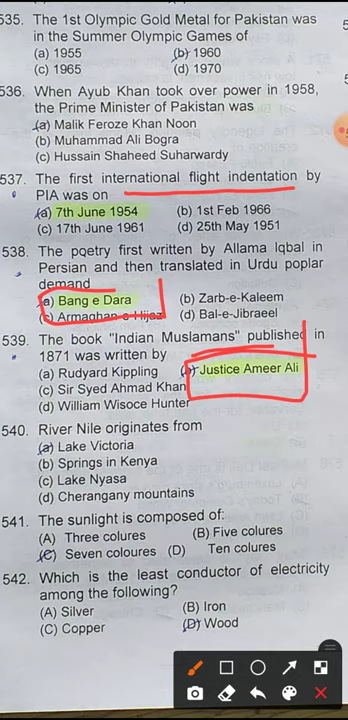 535. The 1st Olympic Gold Metal for Pakistan was
in the Summer Olympic Games of
(a) 1955 (b) 1960
(c) 1965 (d) 1970
536. When Ayub Khan took over power in 1958,
the Prime Minister of Pakistan was
(a) Malik Feroze Khan Noon
(b) Muhammad Ali Bogra
(c) Hussain Shaheed Suharwardy
537. The first international flight indentation by
PIA was on
(a) 7th June 1954 (b) 1st Feb 1966
(c) 17th June 1961 (d) 25th May 1951
538. The poetry first written by Allama Iqbal in
Persian and then translated in Urdu poplar
demand
(a) Bang e Dara (b) Zarb-e-Kaleem
(c) Armaghan-e-Hijaz (d) Bal-e-Jibraeel
539. The book "Indian Muslamans" published in
1871 was written by
(a) Rudyard Kippling (b) Justice Ameer Ali
(c) Sir Syed Ahmad Khan
(d) William Wisoce Hunter
540. River Nile originates from
(a) Lake Victoria
(b) Springs in Kenya
(c) Lake Nyasa
(d) Cherangany mountains
541. The sunlight is composed of:
(A) Three colures (B) Five colures
(C) Seven coloures (D) Ten colures
542. Which is the least conductor of electricity
among the following?
(A) Silver (B) Iron
(C) Copper (D) Wood